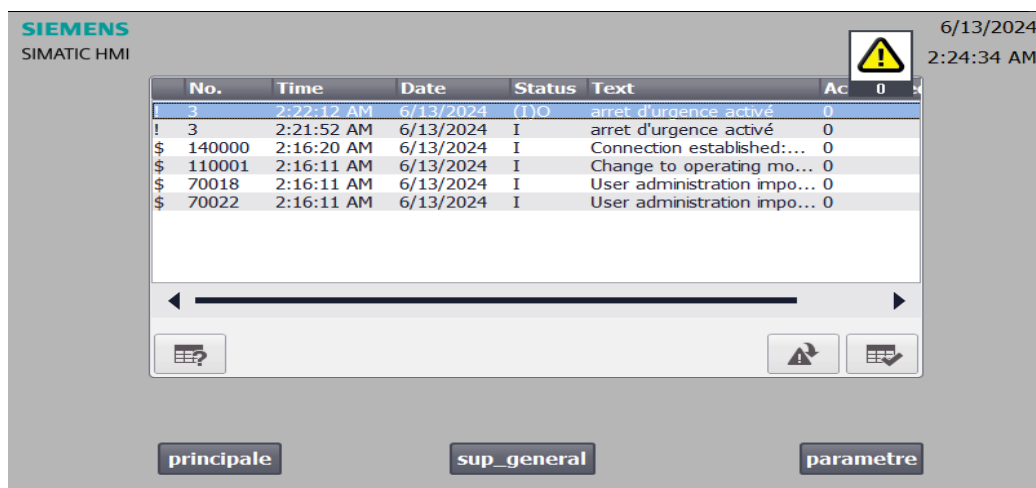 SIEMENS
SIMATIC HMI
6/13/2024
2:24:34 AM
0
No. Time Date Status Text Ac
! 3 2:22:12 AM 6/13/2024 (I)O arret d'urgence activé 0
! 3 2:21:52 AM 6/13/2024 I arret d'urgence activé 0
$ 140000 2:16:20 AM 6/13/2024 I Connection established:... 0
$ 110001 2:16:11 AM 6/13/2024 I Change to operating mo... 0
$ 70018 2:16:11 AM 6/13/2024 I User administration impo... 0
$ 70022 2:16:11 AM 6/13/2024 I User administration impo... 0
principale sup_general parametre